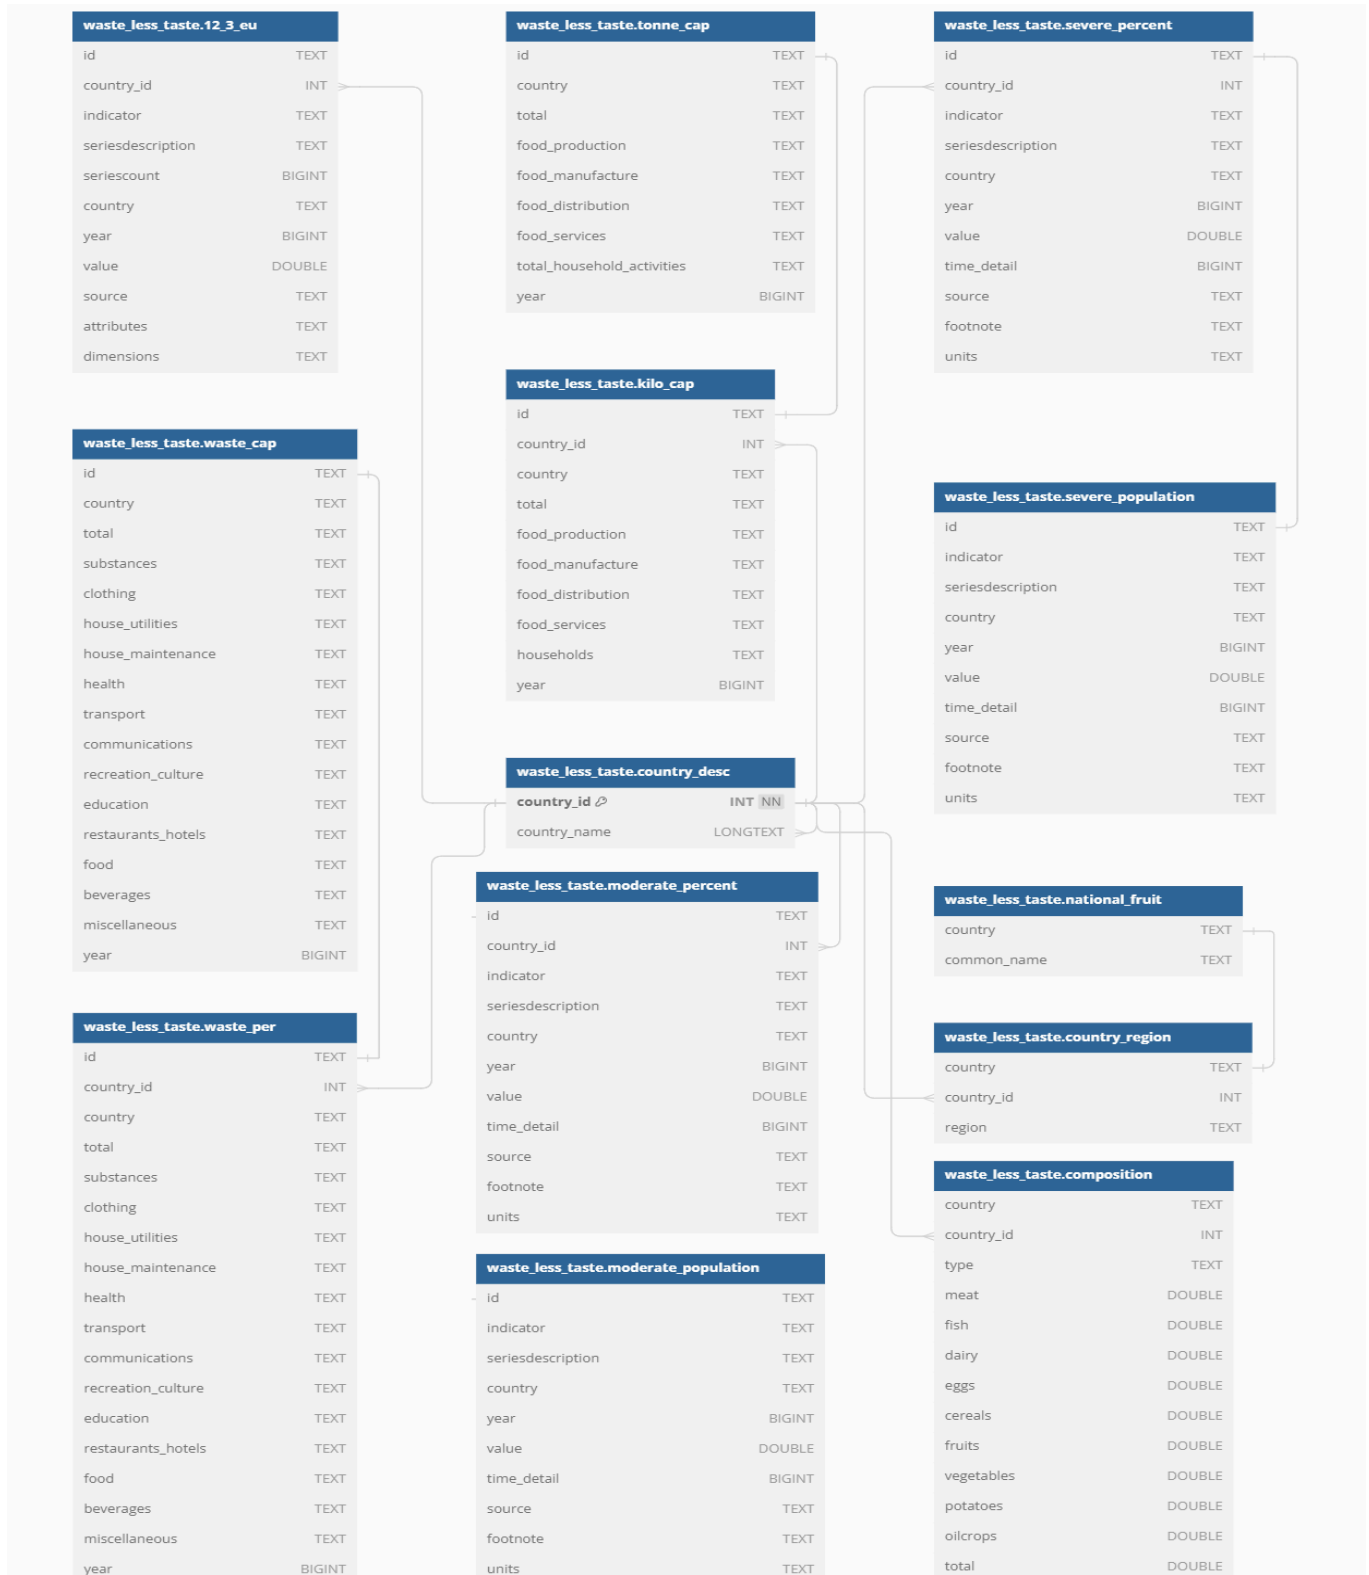 waste_less_taste.12_3_eu
id TEXT
country_id INT
indicator TEXT
seriesdescription TEXT
seriescount BIGINT
country TEXT
year BIGINT
value DOUBLE
source TEXT
attributes TEXT
dimensions TEXT
waste_less_taste.waste_cap
id TEXT
country TEXT
total TEXT
substances TEXT
clothing TEXT
house_utilities TEXT
house_maintenance TEXT
health TEXT
transport TEXT
communications TEXT
recreation_culture TEXT
education TEXT
restaurants_hotels TEXT
food TEXT
beverages TEXT
miscellaneous TEXT
year BIGINT
waste_less_taste.waste_per
id TEXT
country_id INT
country TEXT
total TEXT
substances TEXT
clothing TEXT
house_utilities TEXT
house_maintenance TEXT
health TEXT
transport TEXT
communications TEXT
recreation_culture TEXT
education TEXT
restaurants_hotels TEXT
food TEXT
beverages TEXT
miscellaneous TEXT
year BIGINT
waste_less_taste.tonne_cap
id TEXT
country TEXT
total TEXT
food_production TEXT
food_manufacture TEXT
food_distribution TEXT
food_services TEXT
total_household_activities TEXT
year BIGINT
waste_less_taste.kilo_cap
id TEXT
country_id INT
country TEXT
total TEXT
food_production TEXT
food_manufacture TEXT
food_distribution TEXT
food_services TEXT
households TEXT
year BIGINT
waste_less_taste.country_desc
country_id INT NN
country_name LONGTEXT
waste_less_taste.moderate_percent
id TEXT
country_id INT
indicator TEXT
seriesdescription TEXT
country TEXT
year BIGINT
value DOUBLE
time_detail BIGINT
source TEXT
footnote TEXT
units TEXT
waste_less_taste.moderate_population
id TEXT
indicator TEXT
seriesdescription TEXT
country TEXT
year BIGINT
value DOUBLE
time_detail BIGINT
source TEXT
footnote TEXT
units TEXT
waste_less_taste.severe_percent
id TEXT
country_id INT
indicator TEXT
seriesdescription TEXT
country TEXT
year BIGINT
value DOUBLE
time_detail BIGINT
source TEXT
footnote TEXT
units TEXT
waste_less_taste.severe_population
id TEXT
indicator TEXT
seriesdescription TEXT
country TEXT
year BIGINT
value DOUBLE
time_detail BIGINT
source TEXT
footnote TEXT
units TEXT
waste_less_taste.national_fruit
country TEXT
common_name TEXT
waste_less_taste.country_region
country TEXT
country_id INT
region TEXT
waste_less_taste.composition
country TEXT
country_id INT
type TEXT
meat DOUBLE
fish DOUBLE
dairy DOUBLE
eggs DOUBLE
cereals DOUBLE
fruits DOUBLE
vegetables DOUBLE
potatoes DOUBLE
oilcrops DOUBLE
total DOUBLE